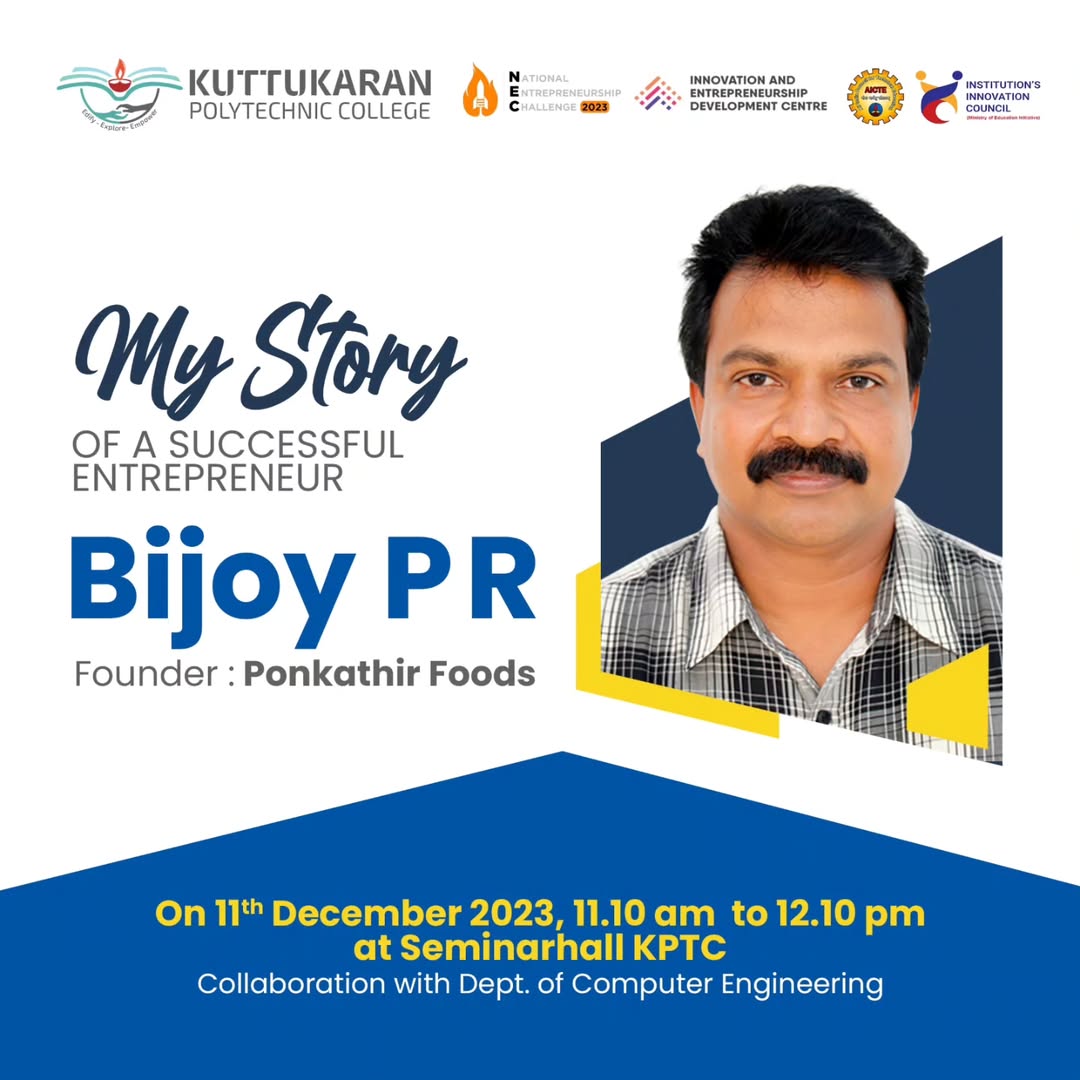 KUTTUKARAN
POLYTECHNIC COLLEGE
Edify - Explore - Empower
NATIONAL
ENTREPRENEURSHIP
CHALLENGE 2023
INNOVATION AND
ENTREPRENEURSHIP
DEVELOPMENT CENTRE
AICTE
INSTITUTION'S
INNOVATION
COUNCIL
(Ministry of Education Initiative)
My Story
OF A SUCCESSFUL
ENTREPRENEUR
Bijoy P R
Founder : Ponkathir Foods
On 11th December 2023, 11.10 am to 12.10 pm
at Seminarhall KPTC
Collaboration with Dept. of Computer Engineering